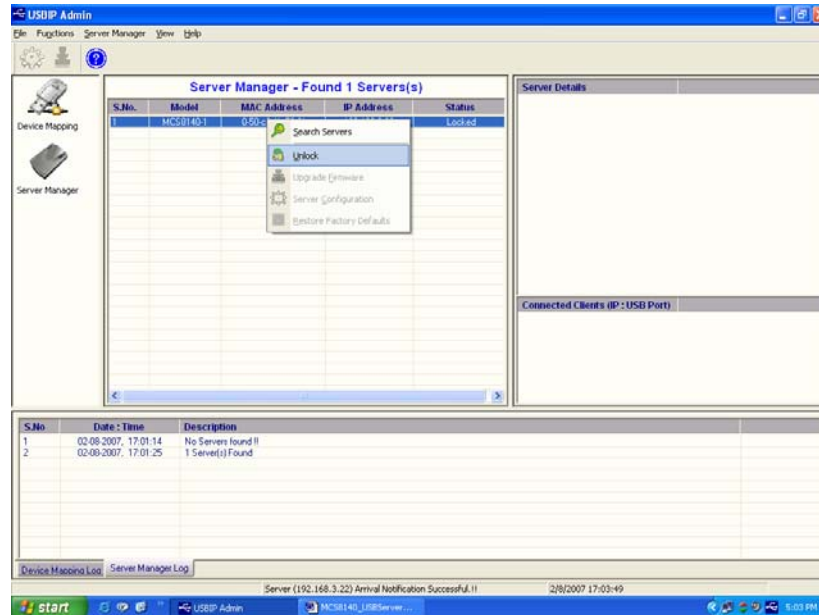 USBIP Admin
File Functions Server Manager View Help
Device Mapping
Server Manager
Server Manager - Found 1 Servers(s)
S.No. Model MAC Address IP Address Status
1 MCS8140-1 0-50-c Locked
Search Servers
Unlock
Upgrade Firmware
Server Configuration
Restore Factory Defaults
Server Details
Connected Clients (IP : USB Port)
S.No Date : Time Description
1 02-08-2007, 17:01:14 No Servers found !!
2 02-08-2007, 17:01:25 1 Server(s) Found
Device Mapping Log Server Manager Log
Server (192.168.3.22) Arrival Notification Successful. !! 2/8/2007 17:03:49
start USBIP Admin MCS8140_USBServer... 5:03 PM